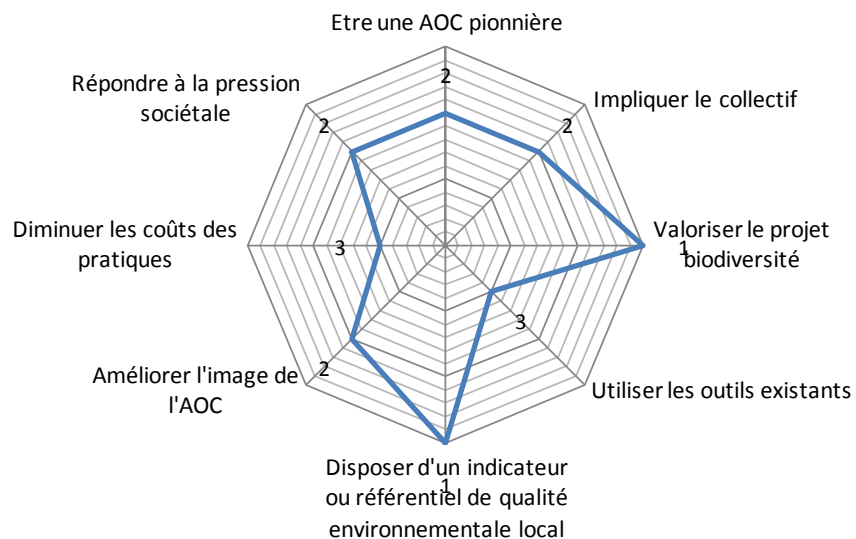 Etre une AOC pionnière
2
Répondre à la pression
sociétale
2
Impliquer le collectif
2
Diminuer les coûts des
pratiques
3
Valoriser le projet
biodiversité
1
Améliorer l'image de
l'AOC
2
3
Utiliser les outils existants
Disposer d'un indicateur
ou référentiel de qualité
environnementale local
1